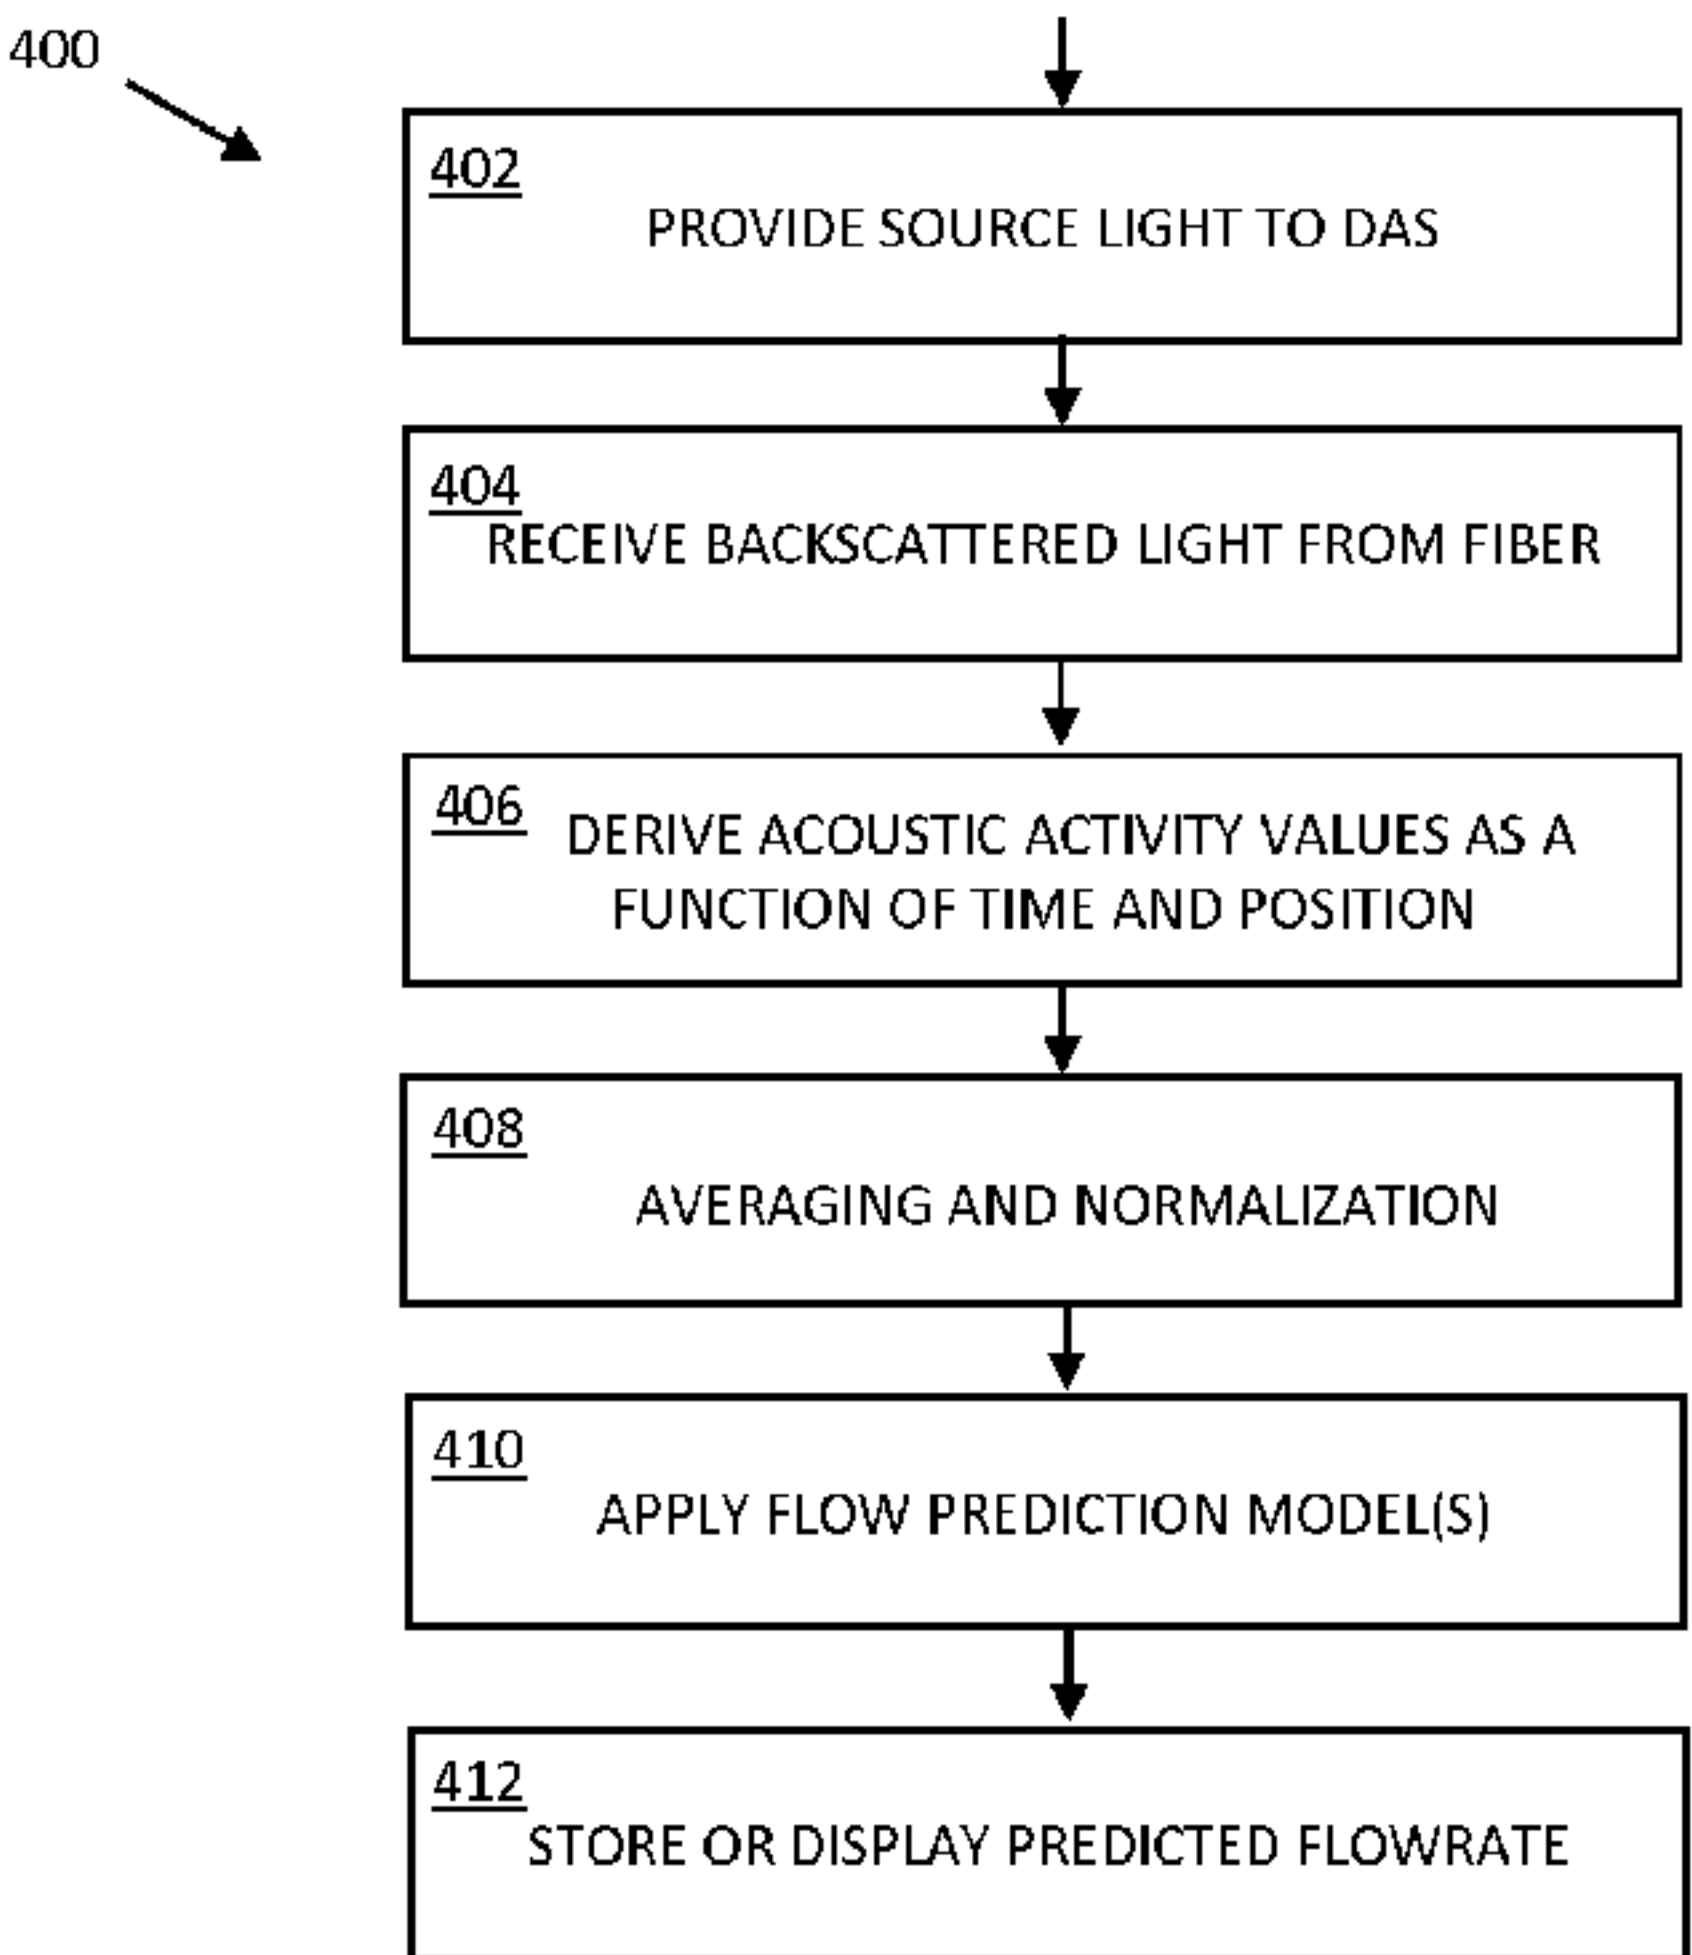 400
402
PROVIDE SOURCE LIGHT TO DAS
404
RECEIVE BACKSCATTERED LIGHT FROM FIBER
406
DERIVE ACOUSTIC ACTIVITY VALUES AS A
FUNCTION OF TIME AND POSITION
408
AVERAGING AND NORMALIZATION
410
APPLY FLOW PREDICTION MODEL(S)
412
STORE OR DISPLAY PREDICTED FLOWRATE